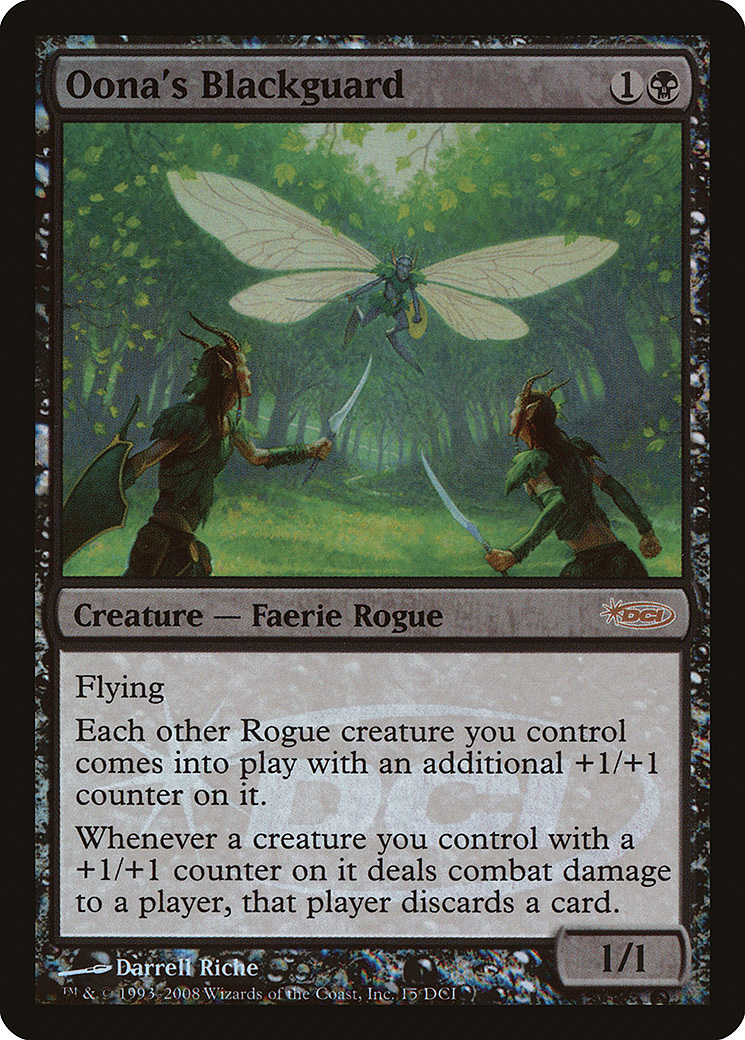 Oona's Blackguard 1
Creature — Faerie Rogue DCI
Flying
Each other Rogue creature you control
comes into play with an additional +1/+1
counter on it.
Whenever a creature you control with a
+1/+1 counter on it deals combat damage
to a player, that player discards a card.
DCI
1/1
Darrell Riche
™ & © 1993–2008 Wizards of the Coast, Inc. 15 DCI